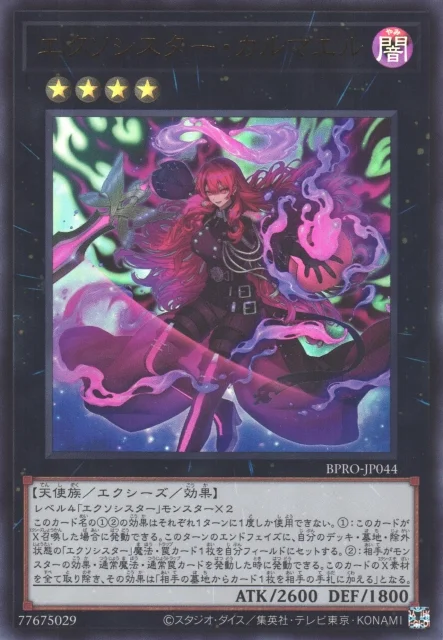 エクソシスター・カルマエル
闇
やみ
BPRO-JP044
【天使族／エクシーズ／効果】
レベル4「エクソシスター」モンスター×2
このカード名の①②の効果はそれぞれ1ターンに1度しか使用できない。①：このカードが
X召喚した場合に発動できる。このターンのエンドフェイズに、自分のデッキ・墓地・除外
状態の「エクソシスター」魔法・罠カード1枚を自分フィールドにセットする。②：相手がモン
スターの効果・通常魔法・通常罠カードを発動した時に発動できる。このカードのX素材
を全て取り除き、その効果は「相手の墓地からカード1枚を相手の手札に加える」となる。
ATK/2600 DEF/1800
77675029
©スタジオ・ダイス／集英社・テレビ東京・KONAMI